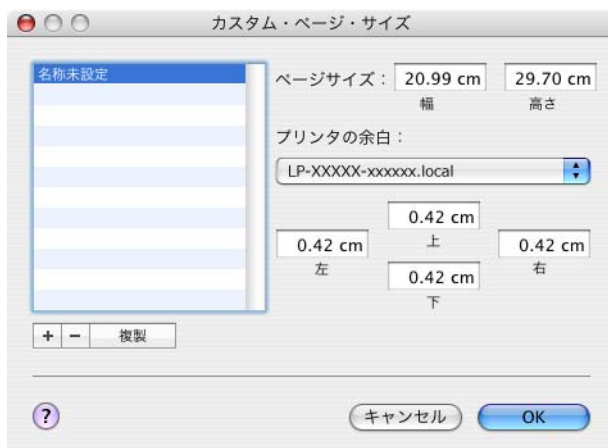 カスタム・ページ・サイズ
名称未設定
ページサイズ： 20.99 cm 29.70 cm
幅 高さ
プリンタの余白：
LP-XXXXX-xxxxxx.local
0.42 cm
上
0.42 cm 0.42 cm
左 右
0.42 cm
下
+ − 複製
? キャンセル OK